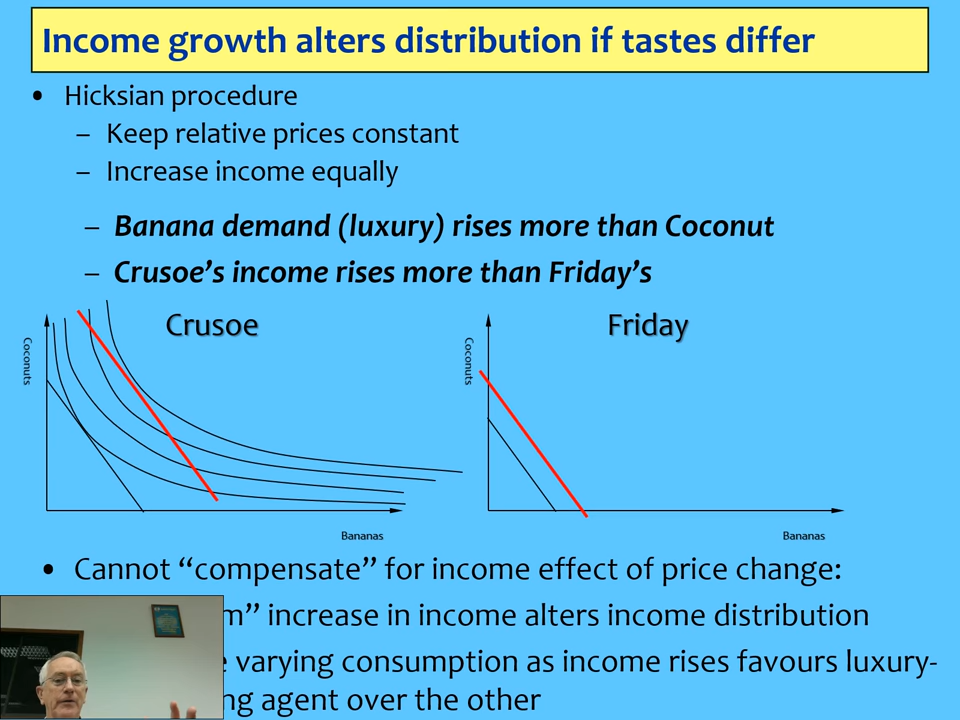 Income growth alters distribution if tastes differ
• Hicksian procedure
– Keep relative prices constant
– Increase income equally
– Banana demand (luxury) rises more than Coconut
– Crusoe’s income rises more than Friday’s
Crusoe
Friday
Coconuts
Coconuts
Bananas
Bananas
• Cannot “compensate” for income effect of price change:
increase in income alters income distribution
varying consumption as income rises favours luxury-
agent over the other